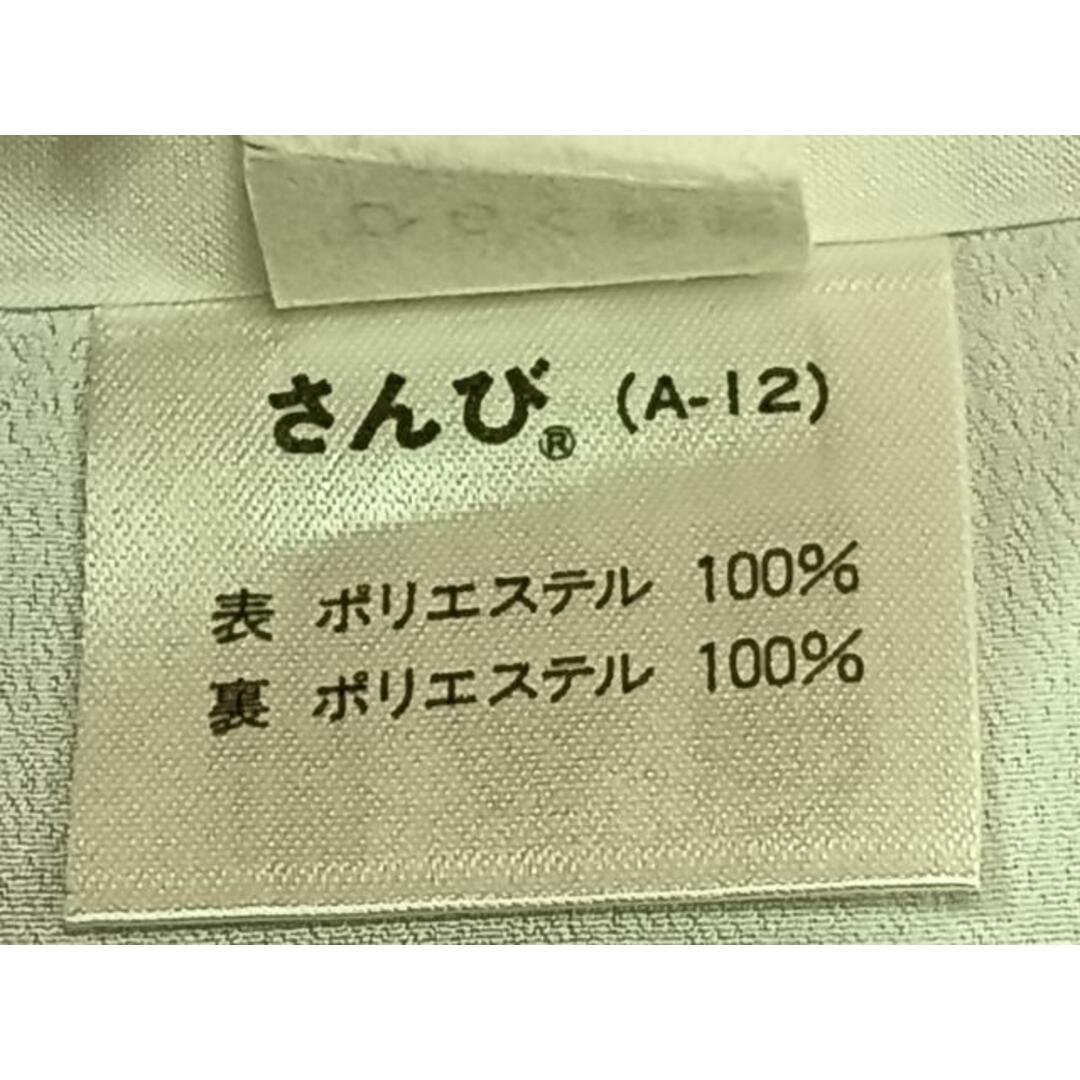 さんび® (A-12)
表 ポリエステル 100%
裏 ポリエステル 100%